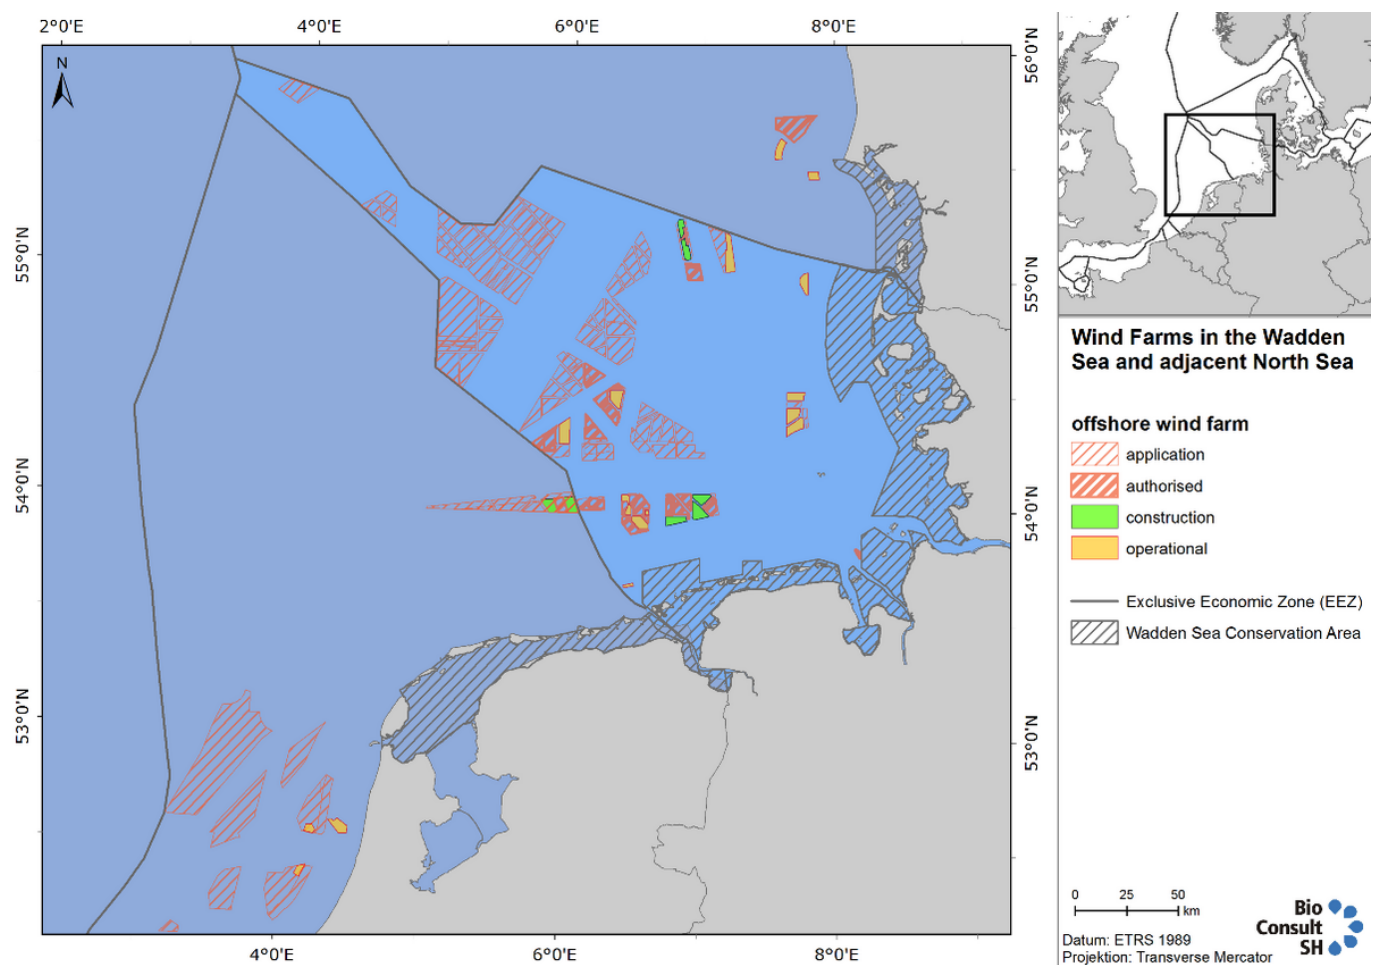 2°0'E 4°0'E 6°0'E 8°0'E
N
56°0'N
55°0'N
55°0'N
54°0'N
54°0'N
53°0'N
53°0'N
4°0'E 6°0'E 8°0'E
Wind Farms in the Wadden
Sea and adjacent North Sea
offshore wind farm
application
authorised
construction
operational
Exclusive Economic Zone (EEZ)
Wadden Sea Conservation Area
0 25 50
km
Datum: ETRS 1989
Projektion: Transverse Mercator
Bio
Consult
SH